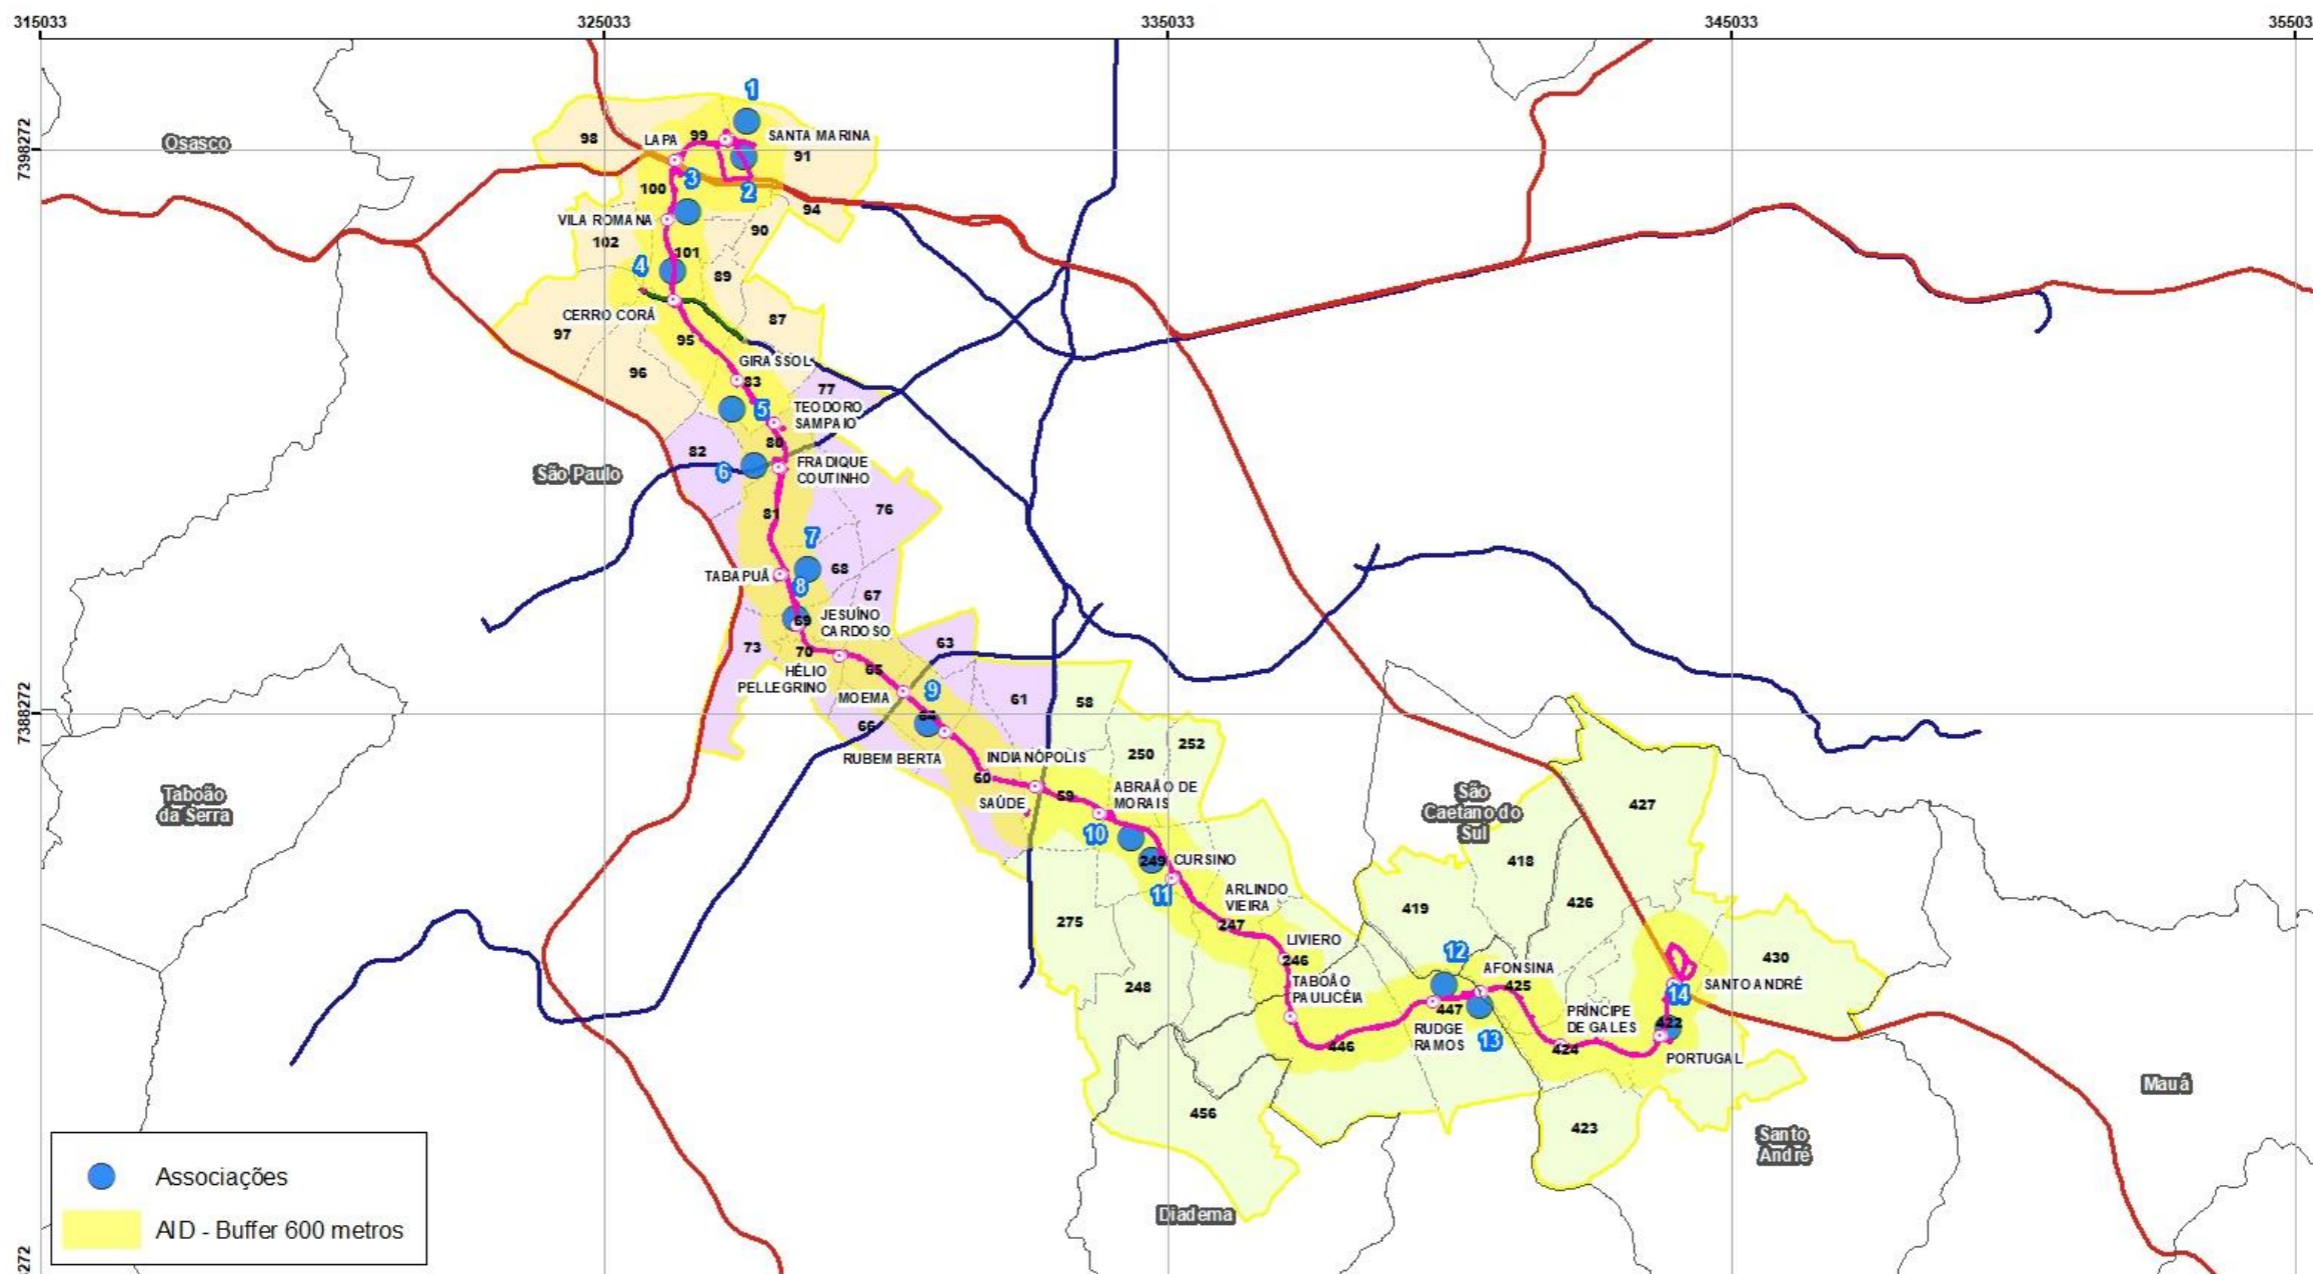 315033
325033
335033
345033
35503
7398272
7388272
272
1
Osasco
98
LAPA
99
SANTA MARINA
91
3
2
100
94
VILA ROMANA
90
102
101
4
89
CERRO CORÁ
87
97
95
GIRASSOL
96
83
77
5
TEODORO
SAMPAIO
80
82
6
FRADIQUE
COUTINHO
São Paulo
81
76
7
TABAPUÃ
68
8
67
69
JESUÍNO
CARDOSO
73
70
63
HÉLIO
PELLEGRINO
65
MOEMA
9
61
58
64
66
RUBEM BERTA
INDIANÓPOLIS
250
252
60
SAÚDE
59
ABRAÃO DE
MORAIS
Taboão
da Serra
São
Caetano do
Sul
427
10
249
CURSINO
418
11
ARLINDO
VIEIRA
419
426
275
247
LIVIERO
246
12
AFONSINA
430
425
TABOÃO
PAULICÉIA
248
SANTO ANDRÉ
14
447
RUDGE
RAMOS
13
PRÍNCIPE
DE GALES
422
446
424
PORTUGAL
Mauá
456
423
Santo
André
Diadema
Associações
AID - Buffer 600 metros